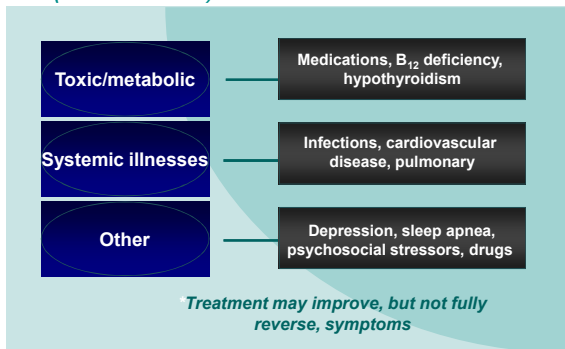 Toxic/metabolic
Medications, B12 deficiency,
hypothyroidism
Systemic illnesses
Infections, cardiovascular
disease, pulmonary
Other
Depression, sleep apnea,
psychosocial stressors, drugs
*Treatment may improve, but not fully
reverse, symptoms